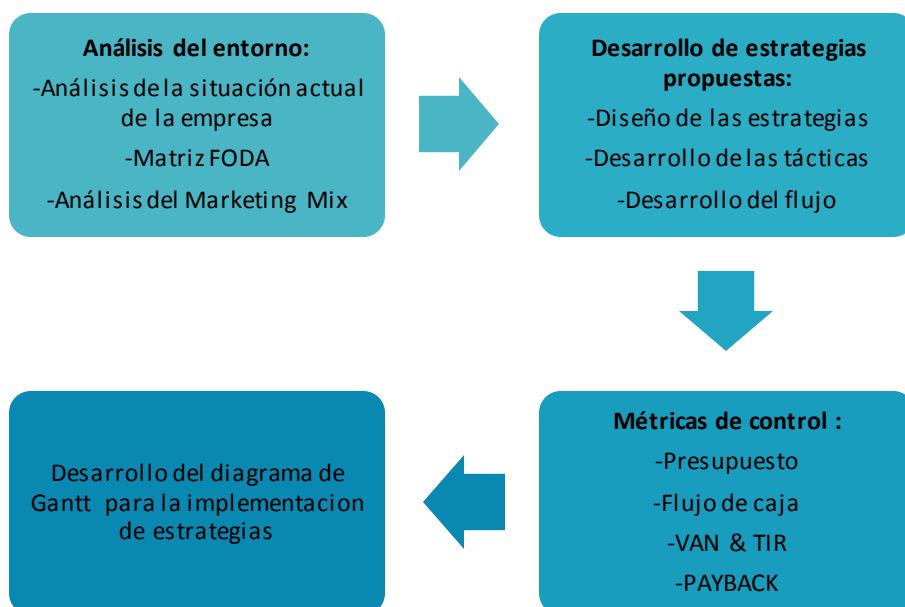 Análisis del entorno:
-Análisis de la situación actual
de la empresa
-Matriz FODA
-Análisis del Marketing Mix
Desarrollo de estrategias
propuestas:
-Diseño de las estrategias
-Desarrollo de las tácticas
-Desarrollo del flujo
Métricas de control :
-Presupuesto
-Flujo de caja
-VAN & TIR
-PAYBACK
Desarrollo del diagrama de
Gantt para la implementacion
de estrategias